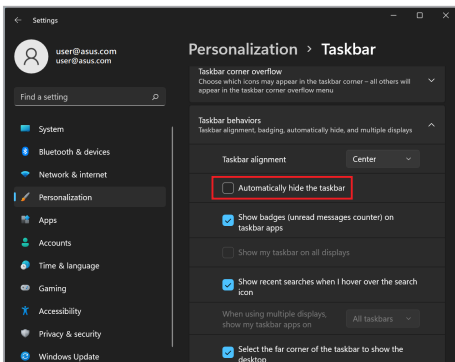 Settings
user@asus.com
user@asus.com
Find a setting
System
Bluetooth & devices
Network & internet
Personalization
Apps
Accounts
Time & language
Gaming
Accessibility
Privacy & security
Windows Update
Personalization > Taskbar
Taskbar corner overflow
Choose which icons may appear in the taskbar corner – all others will
appear in the taskbar corner overflow menu
Taskbar behaviors
Taskbar alignment, badging, automatically hide, and multiple displays
Taskbar alignment
Center
Automatically hide the taskbar
Show badges (unread messages counter) on
taskbar apps
Show my taskbar on all displays
Show recent searches when I hover over the search
icon
When using multiple displays,
show my taskbar apps on
All taskbars
Select the far corner of the taskbar to show the
desktop